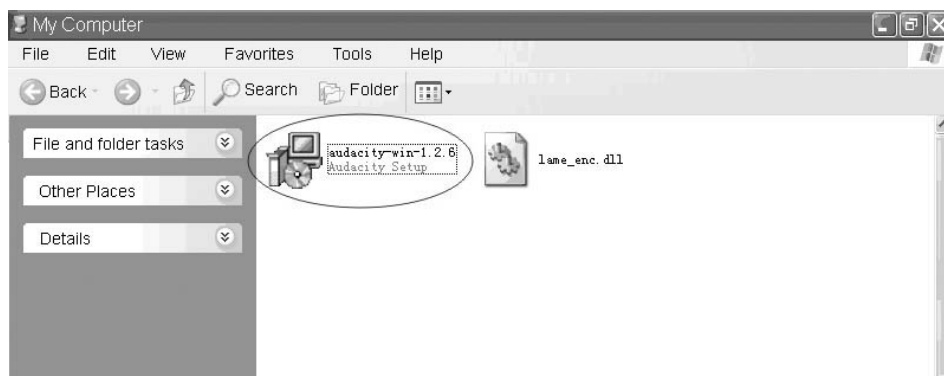 My Computer
File Edit View Favorites Tools Help
Back Search Folder
File and folder tasks
Other Places
Details
audacity-win-1.2.6
Audacity Setup
lame_enc.dll